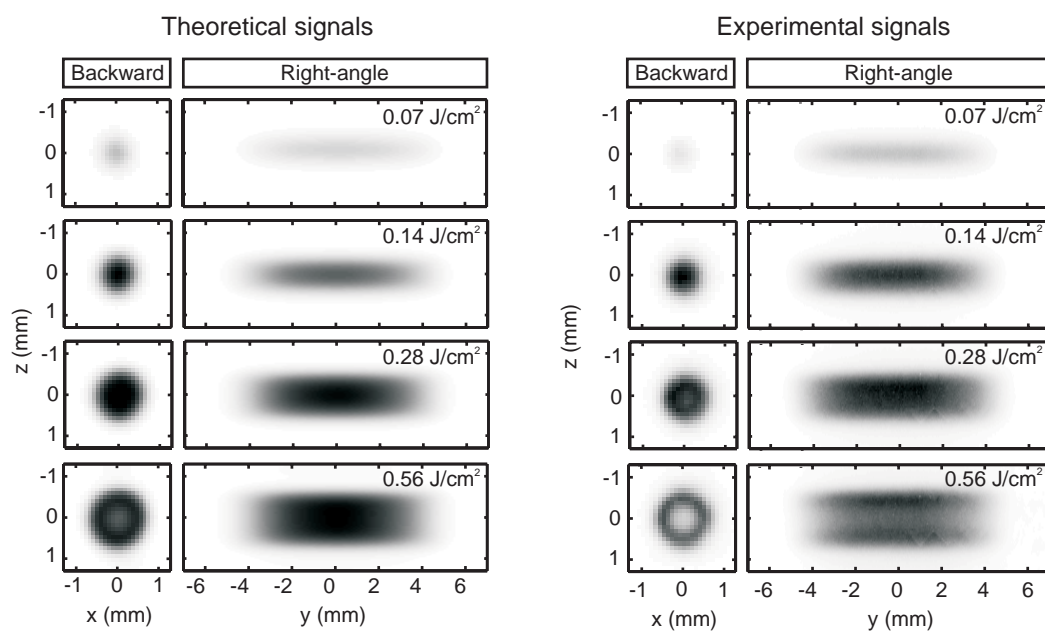 Theoretical signals
Experimental signals
Backward
Right-angle
Backward
Right-angle
-1
0
1
0.07 J/cm²
-1
0
1
0.07 J/cm²
-1
0
1
0.14 J/cm²
-1
0
1
0.14 J/cm²
z (mm)
z (mm)
-1
0
1
0.28 J/cm²
-1
0
1
0.28 J/cm²
-1
0
1
0.56 J/cm²
-1
0
1
0.56 J/cm²
-1 0 1 -6 -4 -2 0 2 4 6
-1 0 1 -6 -4 -2 0 2 4 6
x (mm) y (mm)
x (mm) y (mm)